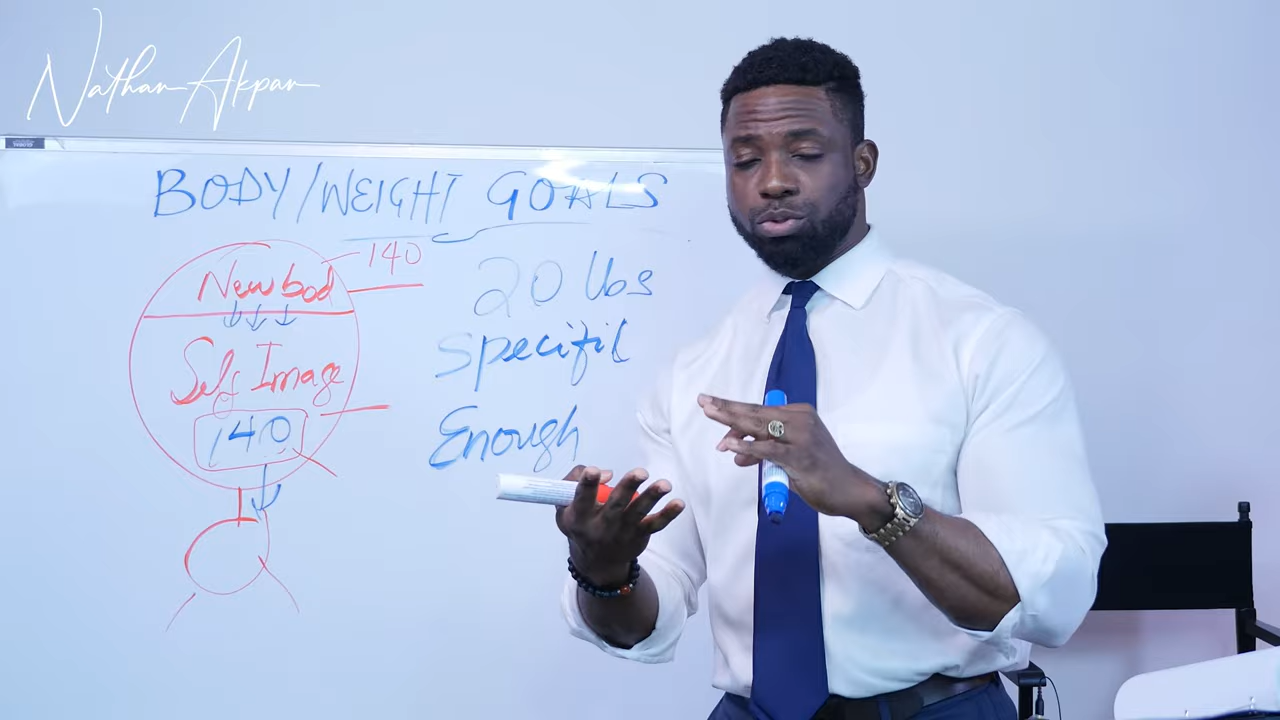 Nathan Akpan
BODY/WEIGHT GOALS
New bod
140
20 lbs
Self Image
Specific
140
Enough